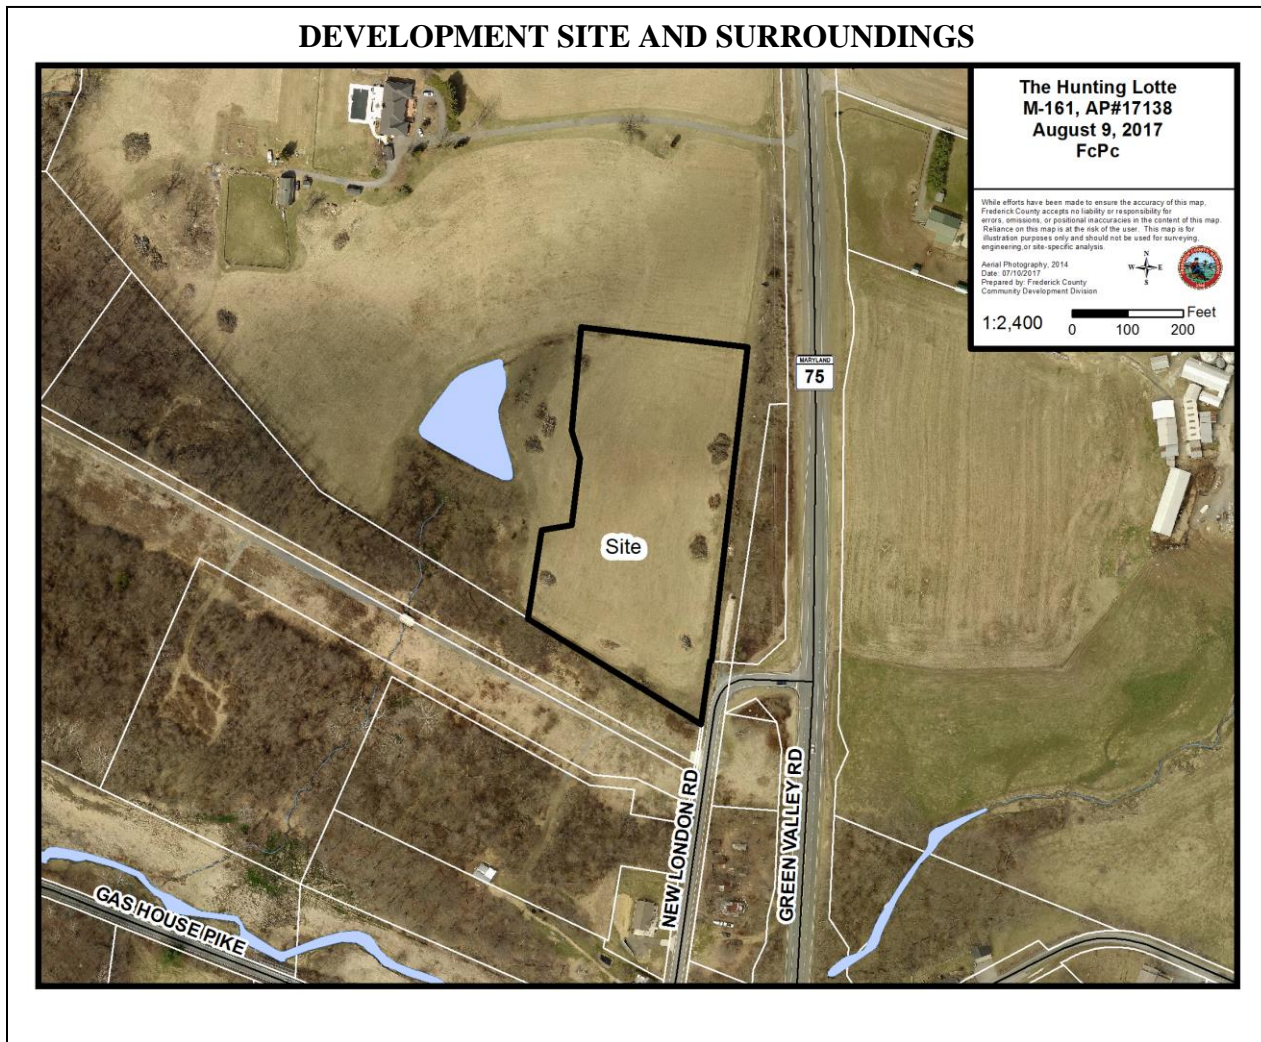 DEVELOPMENT SITE AND SURROUNDINGS
The Hunting Lotte
M-161, AP#17138
August 9, 2017
FcPc
While efforts have been made to ensure the accuracy of this map,
Frederick County accepts no liability or responsibility for
errors, omissions, or positional inaccuracies in the content of this map.
Reliance on this map is at the risk of the user. This map is for
illustration purposes only and should not be used for surveying,
engineering, or site-specific analysis.
Aerial Photography, 2014
Date: 07/10/2017
Prepared by: Frederick County
Community Development Division
N
W E
S
1:2,400
Feet
0 100 200
MARYLAND
75
Site
NEW LONDON RD
GREEN VALLEY RD
GAS HOUSE PIKE